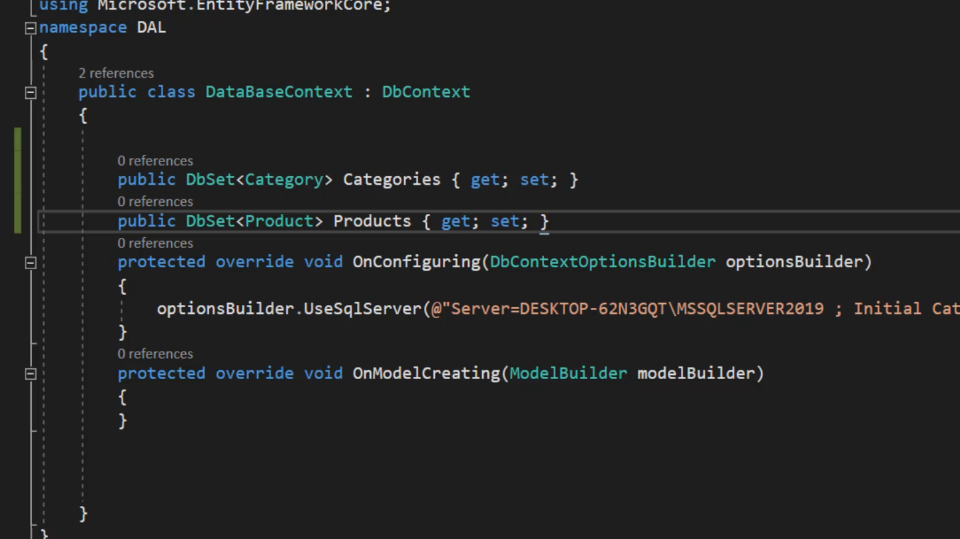 using Microsoft.EntityFrameworkCore;
namespace DAL
{
2 references
public class DataBaseContext : DbContext
{
0 references
public DbSet<Category> Categories { get; set; }
0 references
public DbSet<Product> Products { get; set; }
0 references
protected override void OnConfiguring(DbContextOptionsBuilder optionsBuilder)
{
optionsBuilder.UseSqlServer(@"Server=DESKTOP-62N3GQT\MSSQLSERVER2019 ; Initial Cat
}
0 references
protected override void OnModelCreating(ModelBuilder modelBuilder)
{
}
}
}